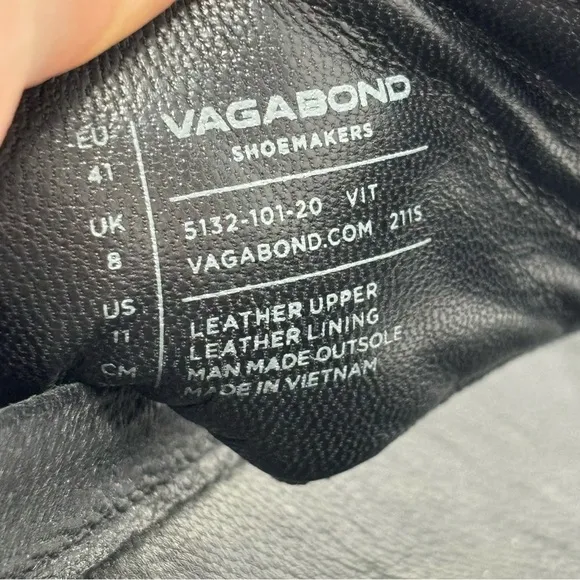 EU
41
UK
8
US
11
CM
VAGABOND
SHOEMAKERS
5132-101-20 VIT
VAGABOND.COM 211S
LEATHER UPPER
LEATHER LINING
MAN MADE OUTSOLE
MADE IN VIETNAM